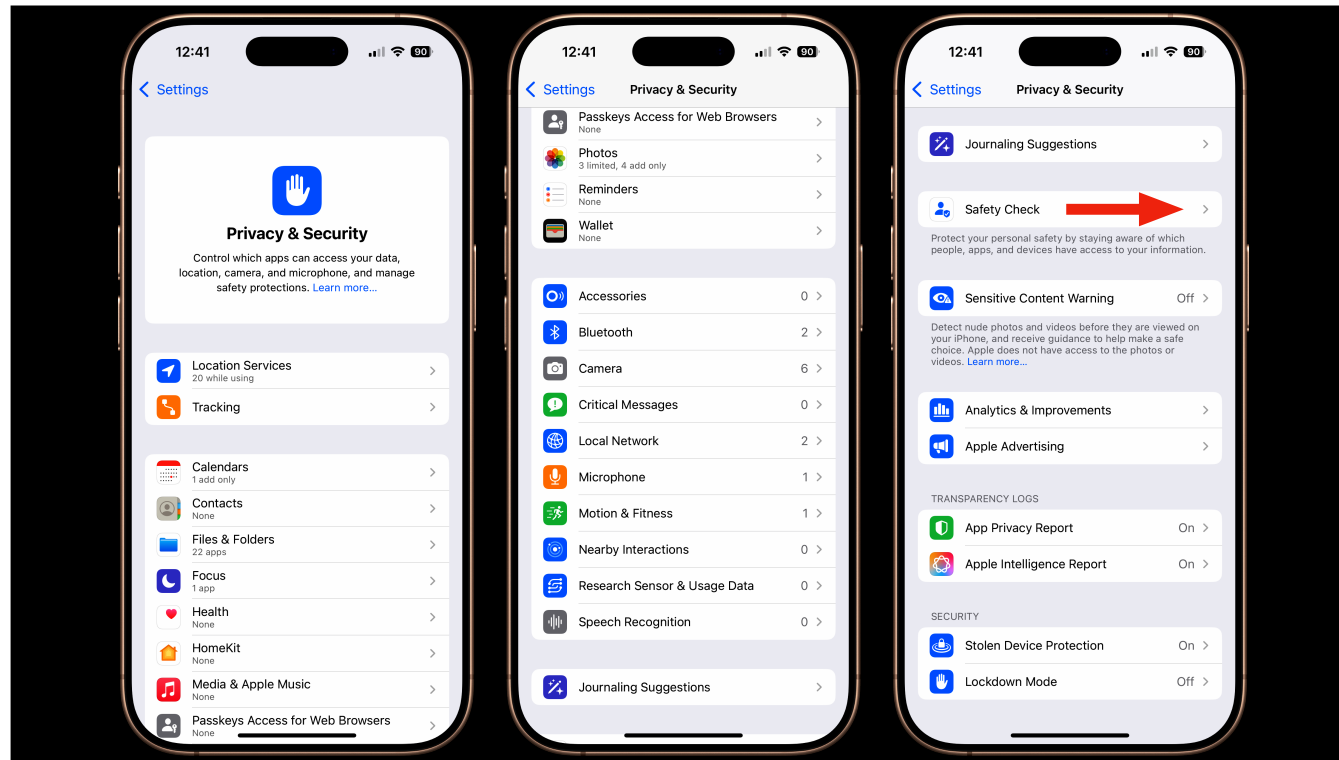 12:41
90
Settings
Privacy & Security
Control which apps can access your data,
location, camera, and microphone, and manage
safety protections. Learn more...
Location Services
20 while using
Tracking
Calendars
1 add only
Contacts
None
Files & Folders
22 apps
Focus
1 app
Health
None
HomeKit
None
Media & Apple Music
None
Passkeys Access for Web Browsers
None
12:41
90
Settings Privacy & Security
Passkeys Access for Web Browsers
None
Photos
3 limited, 4 add only
Reminders
None
Wallet
None
Accessories 0
Bluetooth 2
Camera 6
Critical Messages 0
Local Network 2
Microphone 1
Motion & Fitness 1
Nearby Interactions 0
Research Sensor & Usage Data 0
Speech Recognition 0
Journaling Suggestions
12:41
90
Settings Privacy & Security
Journaling Suggestions
Safety Check
Protect your personal safety by staying aware of which
people, apps, and devices have access to your information.
Sensitive Content Warning Off
Detect nude photos and videos before they are viewed on
your iPhone, and receive guidance to help make a safe
choice. Apple does not have access to the photos or
videos. Learn more...
Analytics & Improvements
Apple Advertising
TRANSPARENCY LOGS
App Privacy Report On
Apple Intelligence Report On
SECURITY
Stolen Device Protection On
Lockdown Mode Off